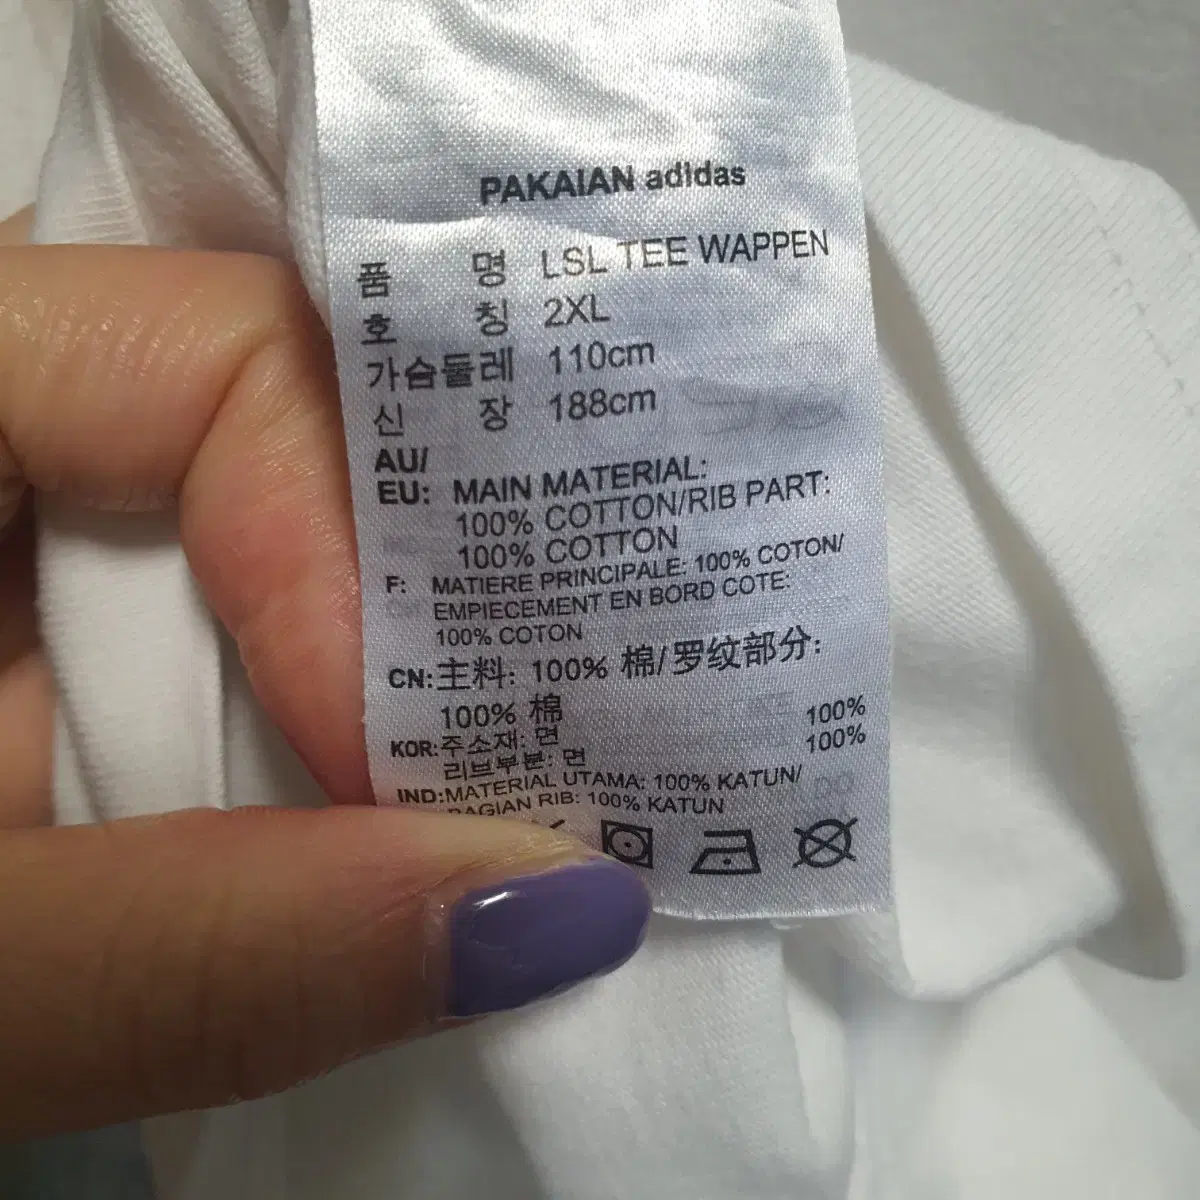 PAKAIAN adidas
품 명 LSL TEE WAPPEN
호 칭 2XL
가슴둘레 110cm
신 장 188cm
AU/
EU: MAIN MATERIAL:
100% COTTON/RIB PART:
100% COTTON
F: MATIERE PRINCIPALE: 100% COTON/
EMPIECEMENT EN BORD COTE:
100% COTON
CN:主料: 100% 棉/罗纹部分:
100% 棉
KOR:주소재: 면 100%
리브부분: 면 100%
IND:MATERIAL UTAMA: 100% KATUN/
BAGIAN RIB: 100% KATUN